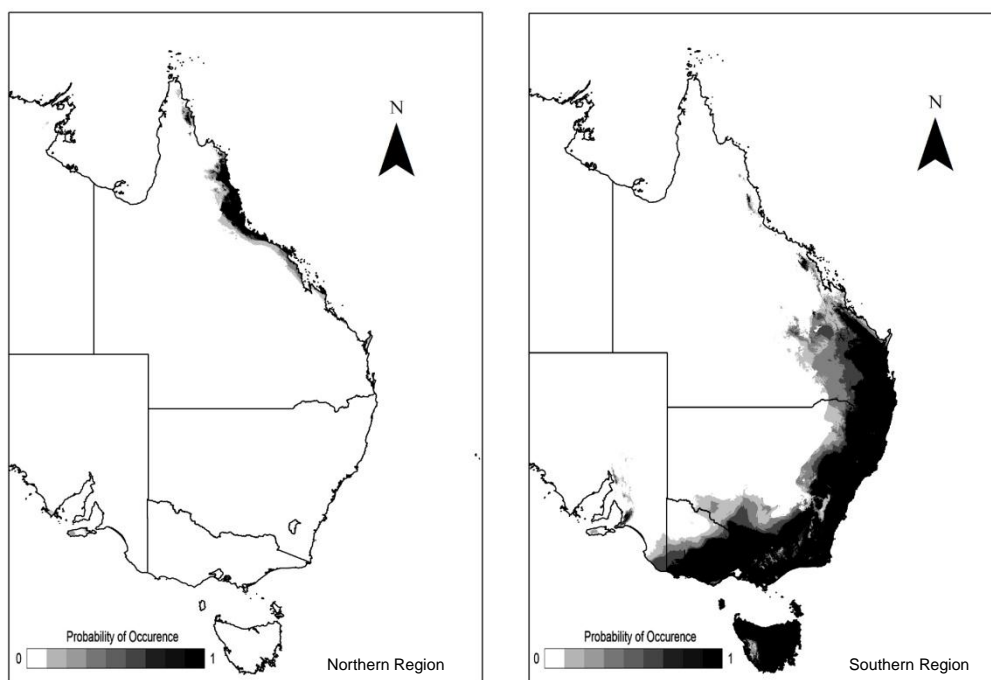 N
Probability of Occurence
0 1
Northern Region
N
Probability of Occurence
0 1
Southern Region